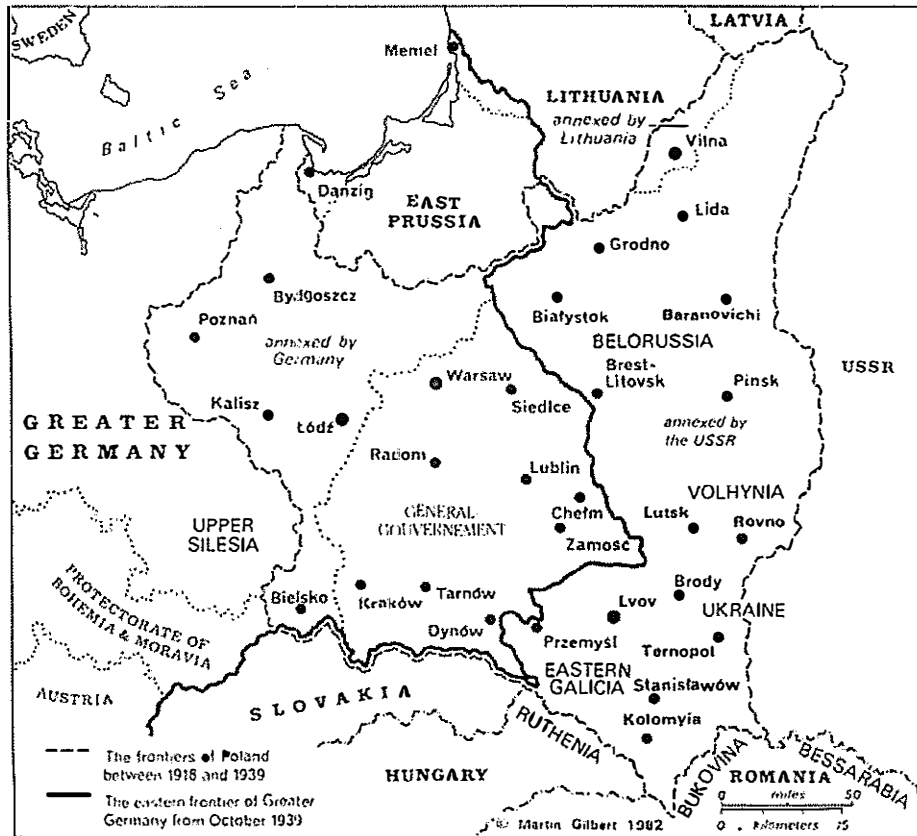 SWEDEN
LATVIA
Memel
Baltic Sea
LITHUANIA
annexed by
Lithuania
Vilna
Danzig
EAST
PRUSSIA
Lida
Grodno
Bydgoszcz
Poznań
annexed by
Germany
Białystok
Baranovichi
BELORUSSIA
USSR
Warsaw
Siedlce
Brest-
Litovsk
Pinsk
annexed by
the USSR
GREATER
GERMANY
Kalisz
Łódź
Radom
Lublin
VOLHYNIA
UPPER
SILESIA
GENERAL-
GOUVERNEMENT
Chełm
Zamość
Lutsk
Rovno
PROTECTORATE OF
BOHEMIA & MORAVIA
Bielsko
Kraków
Tarnów
Dynów
Przemyśl
Lvov
Brody
UKRAINE
Ternopol
AUSTRIA
SLOVAKIA
EASTERN
GALICIA
Stanisławów
Kolomyia
RUTHENIA
HUNGARY
BUKOVINA
BESSARABIA
ROMANIA
The frontiers of Poland
between 1918 and 1939
The eastern frontier of Greater
Germany from October 1939
© Martin Gilbert 1982
0 miles 50
0 kilometers 75